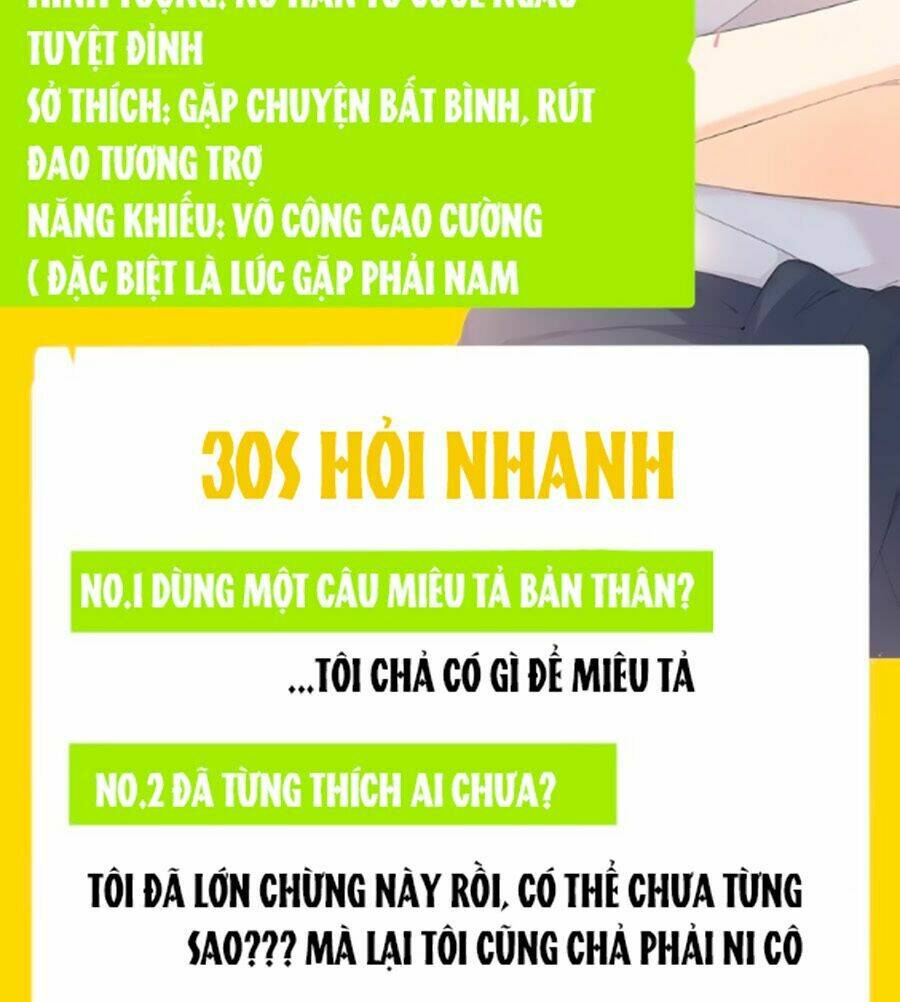 TUYỆT ĐỈNH
SỞ THÍCH: GẶP CHUYỆN BẤT BÌNH, RÚT
ĐAO TƯƠNG TRỢ
NĂNG KHIẾU: VÕ CÔNG CAO CƯỜNG
( ĐẶC BIỆT LÀ LÚC GẶP PHẢI NAM
30S HỎI NHANH
NO.1 DÙNG MỘT CÂU MIÊU TẢ BẢN THÂN?
...TÔI CHẢ CÓ GÌ ĐỂ MIÊU TẢ
NO.2 ĐÃ TỪNG THÍCH AI CHƯA?
TÔI ĐÃ LỚN CHỪNG NÀY RỒI, CÓ THỂ CHƯA TỪNG
SAO??? MÀ LẠI TÔI CŨNG CHẢ PHẢI NI CÔ